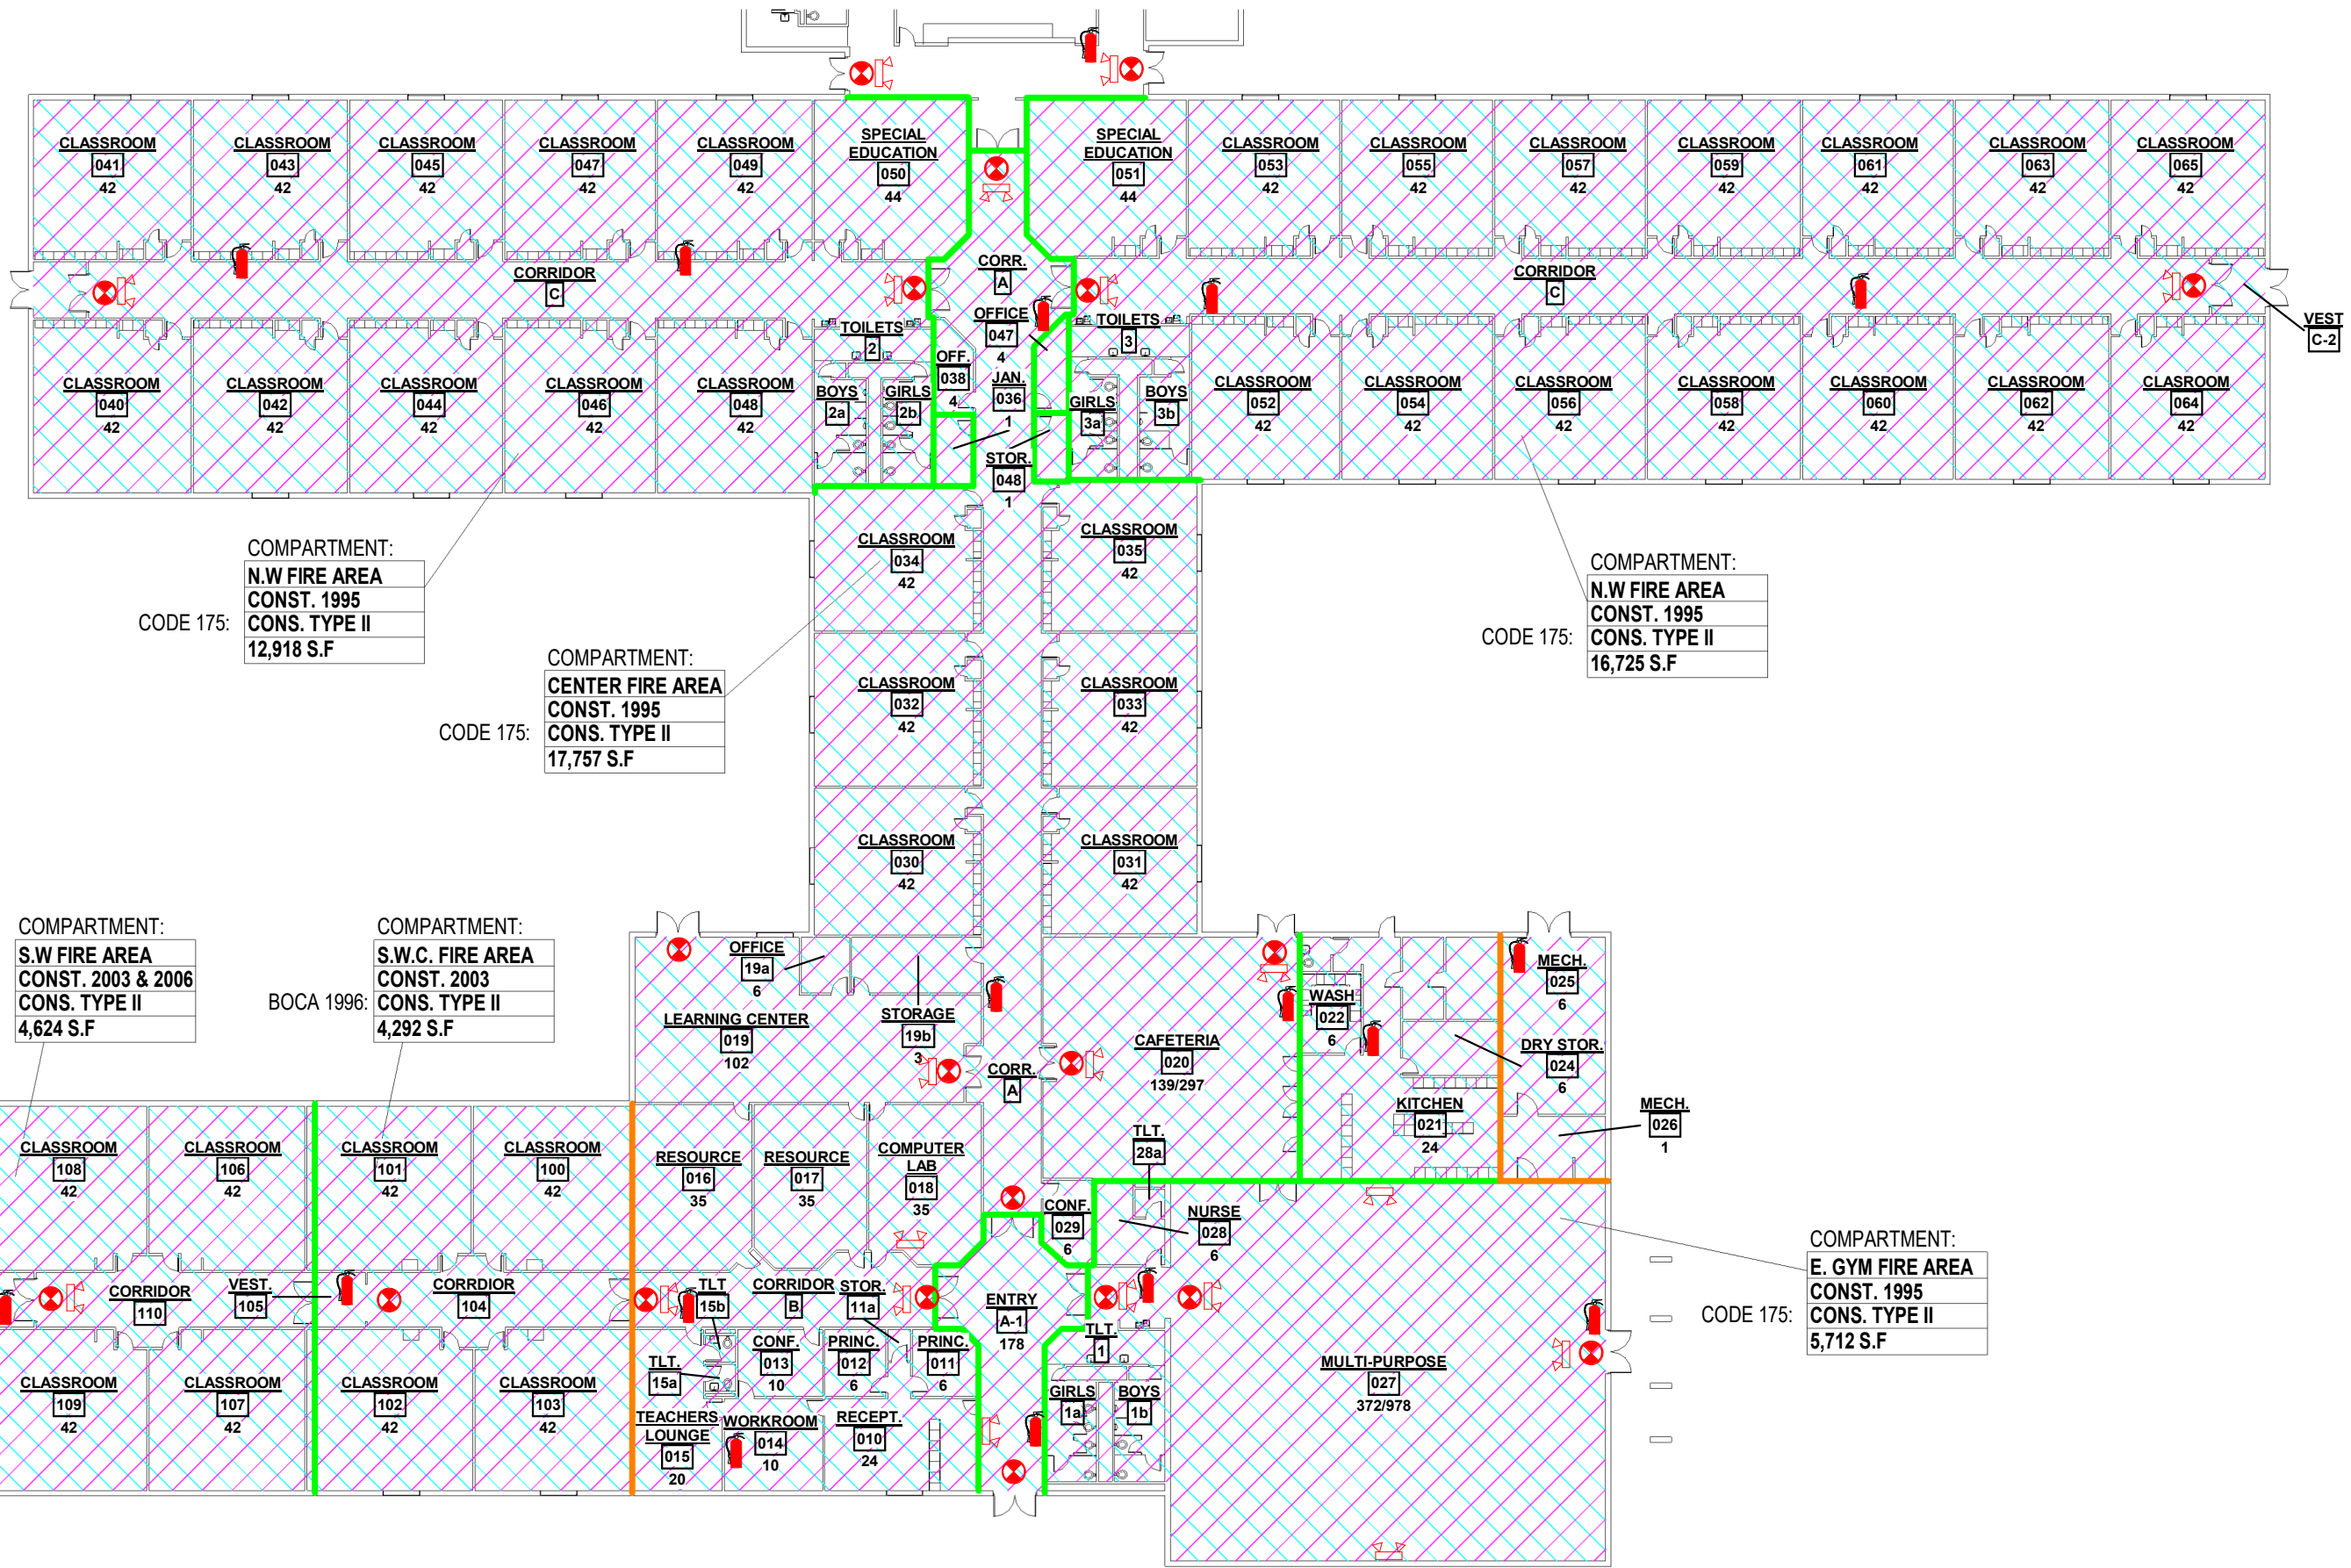 CLASSROOM
041
42
CLASSROOM
043
42
CLASSROOM
045
42
CLASSROOM
047
42
CLASSROOM
049
42
SPECIAL
EDUCATION
050
44
SPECIAL
EDUCATION
051
44
CLASSROOM
053
42
CLASSROOM
055
42
CLASSROOM
057
42
CLASSROOM
059
42
CLASSROOM
061
42
CLASSROOM
063
42
CLASSROOM
065
42
CORRIDOR
C
CORR.
A
CORRIDOR
C
VEST
C-2
OFFICE
047
4
TOILETS
2
TOILETS
3
OFF.
038
4
JAN.
036
1
STOR.
048
1
BOYS
2a
GIRLS
2b
GIRLS
3a
BOYS
3b
CLASSROOM
040
42
CLASSROOM
042
42
CLASSROOM
044
42
CLASSROOM
046
42
CLASSROOM
048
42
CLASSROOM
052
42
CLASSROOM
054
42
CLASSROOM
056
42
CLASSROOM
058
42
CLASSROOM
060
42
CLASSROOM
062
42
CLASROOM
064
42
COMPARTMENT:
N.W FIRE AREA
CONST. 1995
CODE 175: CONS. TYPE II
12,918 S.F
COMPARTMENT:
CENTER FIRE AREA
CONST. 1995
CODE 175: CONS. TYPE II
17,757 S.F
COMPARTMENT:
N.W FIRE AREA
CONST. 1995
CODE 175: CONS. TYPE II
16,725 S.F
CLASSROOM
034
42
CLASSROOM
035
42
CLASSROOM
032
42
CLASSROOM
033
42
CLASSROOM
030
42
CLASSROOM
031
42
COMPARTMENT:
S.W FIRE AREA
CONST. 2003 & 2006
CONS. TYPE II
4,624 S.F
COMPARTMENT:
S.W.C. FIRE AREA
CONST. 2003
BOCA 1996: CONS. TYPE II
4,292 S.F
OFFICE
19a
6
LEARNING CENTER
019
102
STORAGE
19b
3
CORR.
A
CAFETERIA
020
139/297
WASH
022
6
MECH.
025
6
DRY STOR.
024
6
KITCHEN
021
24
MECH.
026
1
TLT.
28a
CLASSROOM
108
42
CLASSROOM
106
42
CLASSROOM
101
42
CLASSROOM
100
42
RESOURCE
016
35
RESOURCE
017
35
COMPUTER
LAB
018
35
CONF.
029
6
NURSE
028
6
COMPARTMENT:
E. GYM FIRE AREA
CONST. 1995
CODE 175: CONS. TYPE II
5,712 S.F
CORRIDOR
110
VEST.
105
CORRDIOR
104
TLT
15b
CORRIDOR
B
STOR.
11a
ENTRY
A-1
178
TLT.
1
TLT.
15a
CONF.
013
10
PRINC.
012
6
PRINC.
011
6
MULTI-PURPOSE
027
372/978
CLASSROOM
109
42
CLASSROOM
107
42
CLASSROOM
102
42
CLASSROOM
103
42
TEACHERS
LOUNGE
015
20
WORKROOM
014
10
RECEPT.
010
24
GIRLS
1a
BOYS
1b